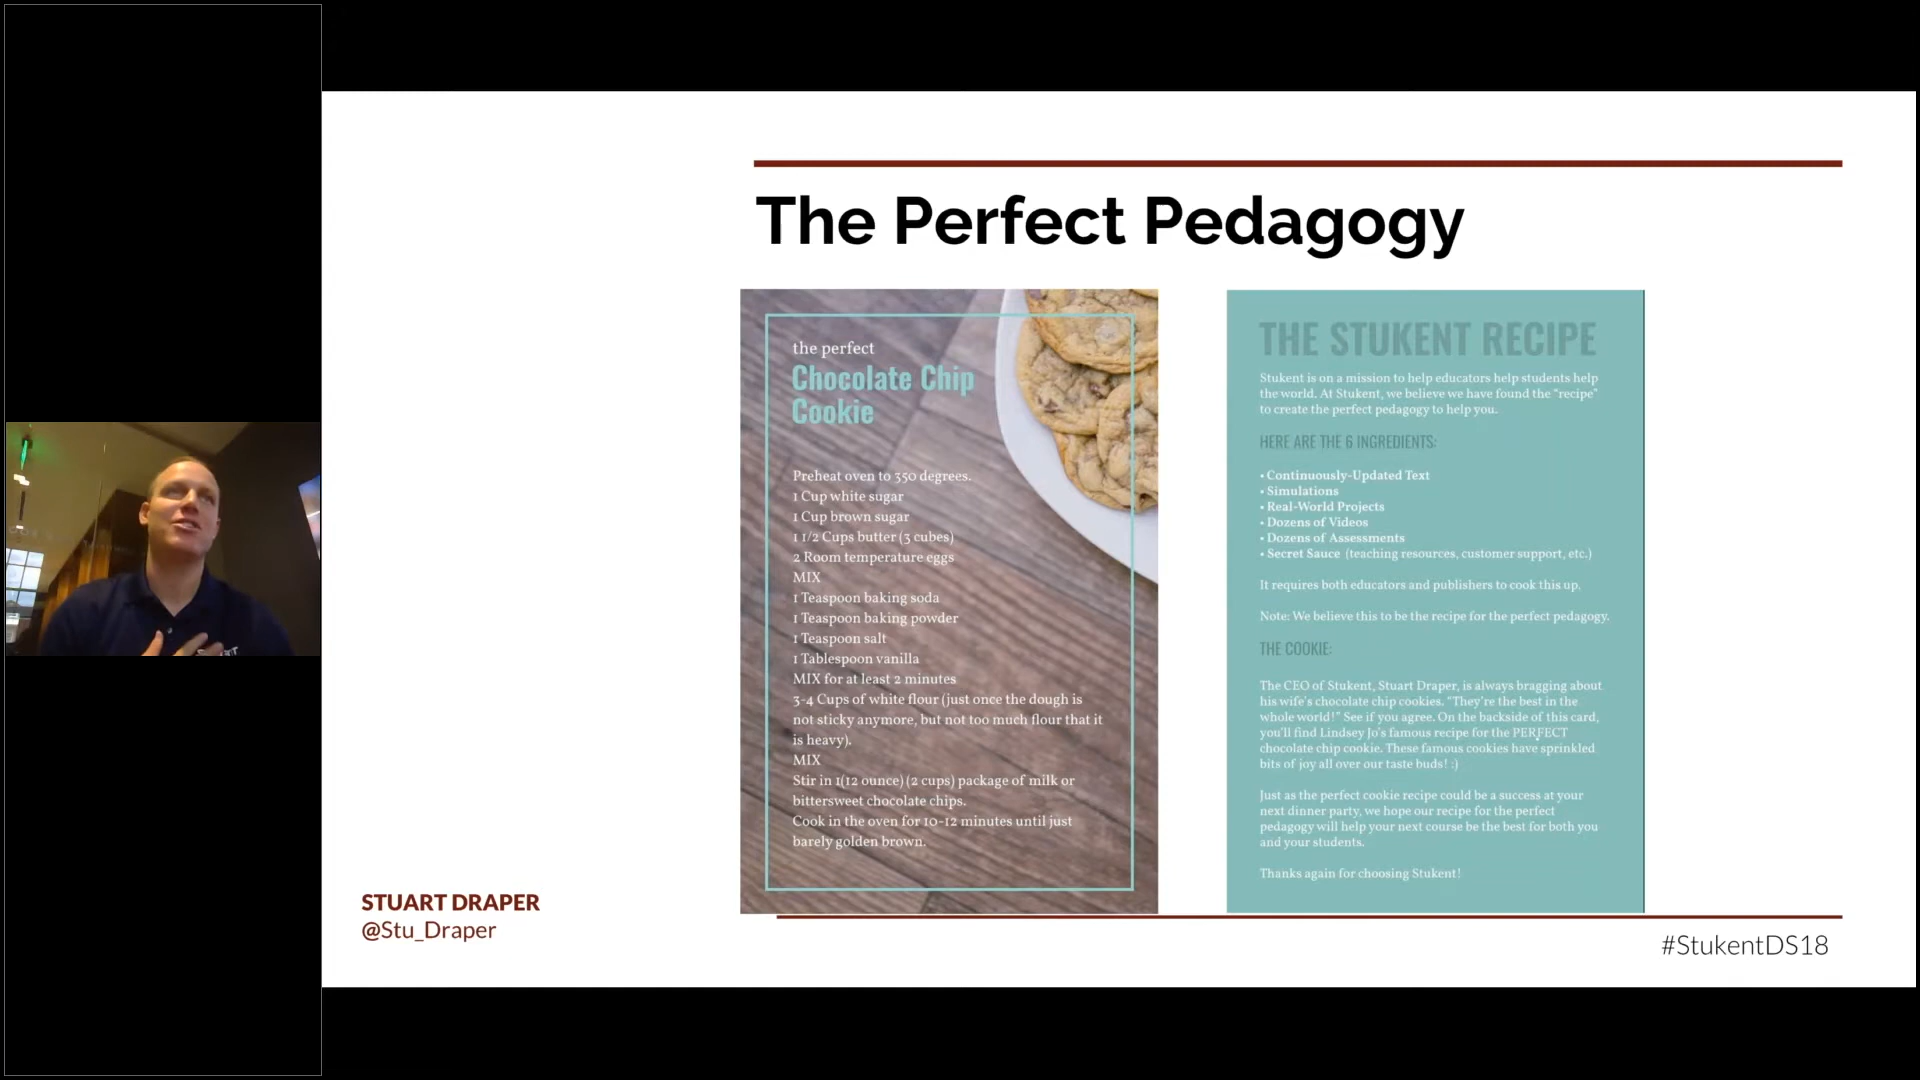 The Perfect Pedagogy
the perfect
Chocolate Chip
Cookie
Preheat oven to 350 degrees.
1 Cup white sugar
1 Cup brown sugar
1 1/2 Cups butter (3 cubes)
2 Room temperature eggs
MIX
1 Teaspoon baking soda
1 Teaspoon baking powder
1 Teaspoon salt
1 Tablespoon vanilla
MIX for at least 2 minutes
3-4 Cups of white flour (just once the dough is
not sticky anymore, but not too much flour that it
is heavy).
MIX
Stir in 1(12 ounce) (2 cups) package of milk or
bittersweet chocolate chips.
Cook in the oven for 10-12 minutes until just
barely golden brown.
THE STUKENT RECIPE
Stukent is on a mission to help educators help students help
the world. At Stukent, we believe we have found the "recipe"
to create the perfect pedagogy to help you.
HERE ARE THE 6 INGREDIENTS:
• Continuously-Updated Text
• Simulations
• Real-World Projects
• Dozens of Videos
• Dozens of Assessments
• Secret Sauce (teaching resources, customer support, etc.)
It requires both educators and publishers to cook this up.
Note: We believe this to be the recipe for the perfect pedagogy.
THE COOKIE:
The CEO of Stukent, Stuart Draper, is always bragging about
his wife's chocolate chip cookies. "They're the best in the
whole world!" See if you agree. On the backside of this card,
you'll find Lindsey Jo's famous recipe for the PERFECT
chocolate chip cookie. These famous cookies have sprinkled
bits of joy all over our taste buds! :)
Just as the perfect cookie recipe could be a success at your
next dinner party, we hope our recipe for the perfect
pedagogy will help your next course be the best for both you
and your students.
Thanks again for choosing Stukent!
STUART DRAPER
@Stu_Draper
#StukentDS18